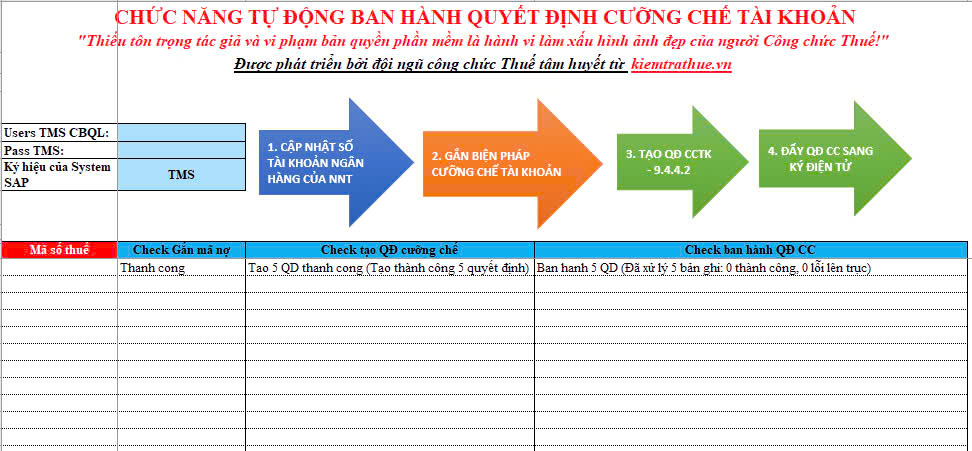 CHỨC NĂNG TỰ ĐỘNG BAN HÀNH QUYẾT ĐỊNH CƯỠNG CHẾ TÀI KHOẢN
"Thiếu tôn trọng tác giả và vi phạm bản quyền phần mềm là hành vi làm xấu hình ảnh đẹp của người Công chức Thuế!"
Được phát triển bởi đội ngũ công chức Thuế tâm huyết từ kiemtrathue.vn
Users TMS CBQL:
Pass TMS:
Ký hiệu của System SAP
TMS
1. CẬP NHẬT SỐ
TÀI KHOẢN NGÂN
HÀNG CỦA NNT
2. GẮN BIỆN PHÁP
CƯỠNG CHẾ TÀI KHOẢN
3. TẠO QĐ CCTK
- 9.4.4.2
4. ĐẨY QĐ CC SANG
KÝ ĐIỆN TỬ
Mã số thuế Check Gắn mã nợ Check tạo QĐ cưỡng chế Check ban hành QĐ CC
Thanh cong Tao 5 QD thanh cong (Tạo thành công 5 quyết định) Ban hanh 5 QD (Đã xử lý 5 bản ghi: 0 thành công, 0 lỗi lên trục)